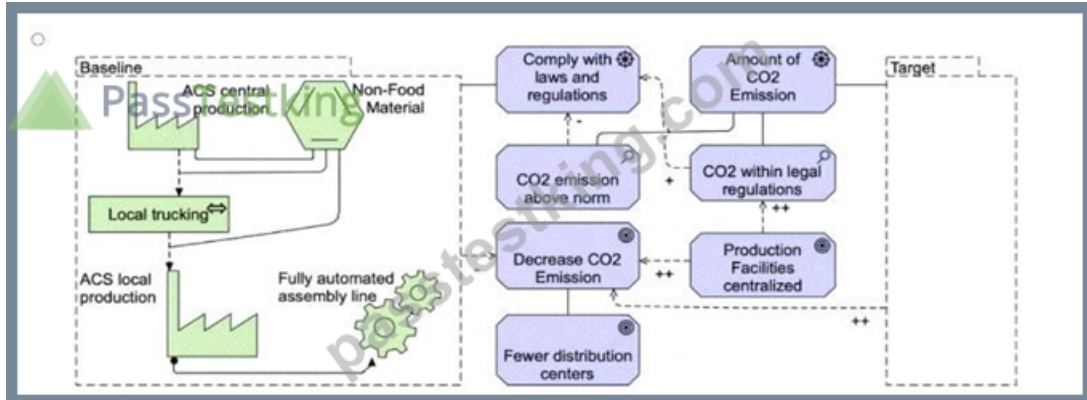 Baseline
PassTestKing
ACS central
production
Non-Food
Material
Local trucking
ACS local
production
Fully automated
assembly line
Comply with
laws and
regulations
Amount of
CO2
Emission
-
+
CO2 emission
above norm
CO2 within legal
regulations
++
Decrease CO2
Emission
++
Production
Facilities
centralized
++
Fewer distribution
centers
Target
passtestking.com